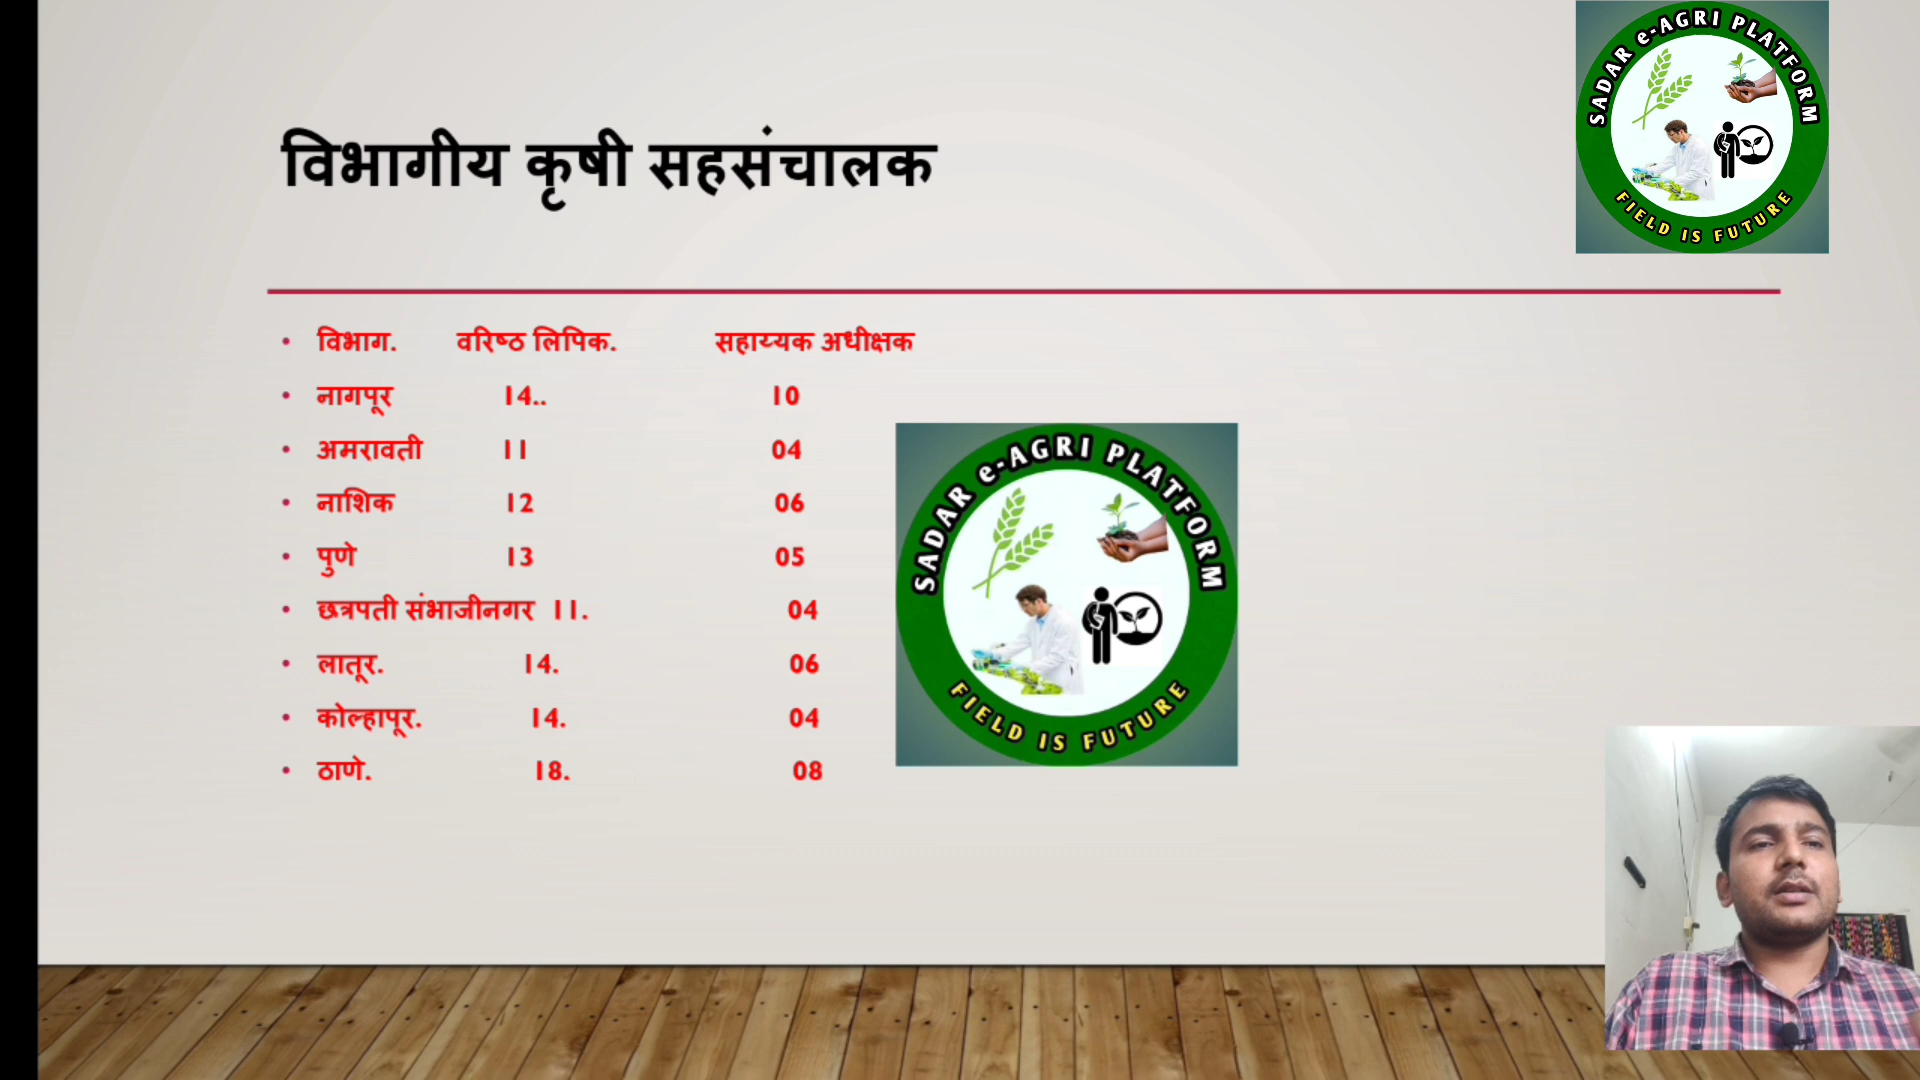 विभागीय कृषी सहसंचालक
SADAR e-AGRI PLATFORM
FIELD IS FUTURE
• विभाग. वरिष्ठ लिपिक. सहाय्यक अधीक्षक
• नागपूर 14.. 10
• अमरावती 11 04
• नाशिक 12 06
• पुणे 13 05
• छत्रपती संभाजीनगर 11. 04
• लातूर. 14. 06
• कोल्हापूर. 14. 04
• ठाणे. 18. 08
SADAR e-AGRI PLATFORM
FIELD IS FUTURE